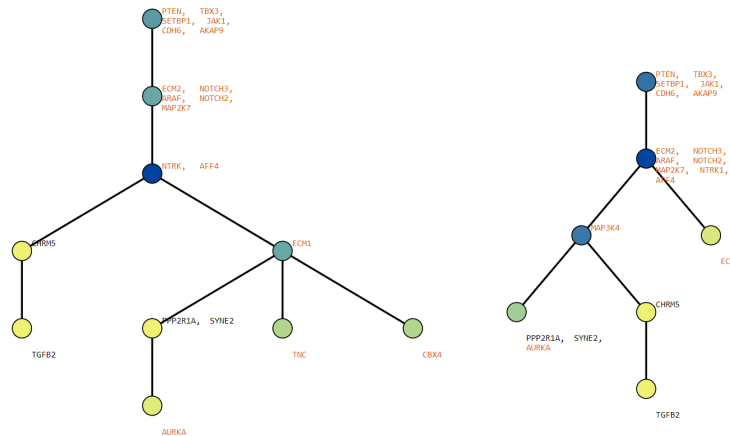 PTEN, TBX3,
SETBP1, JAK1,
CDH6, AKAP9
ECM2, NOTCH3,
ARAF, NOTCH2,
MAP2K7
NTRK, AFF4
CHRM5
ECM1
TGFB2
PPP2R1A, SYNE2
TNC
CBX4
AURKA
PTEN, TBX3,
SETBP1, JAK1,
CDH6, AKAP9
ECM2, NOTCH3,
ARAF, NOTCH2,
MAP2K7, NTRK1,
AFF4
MAP3K4
EC
PPP2R1A, SYNE2,
AURKA
CHRM5
TGFB2